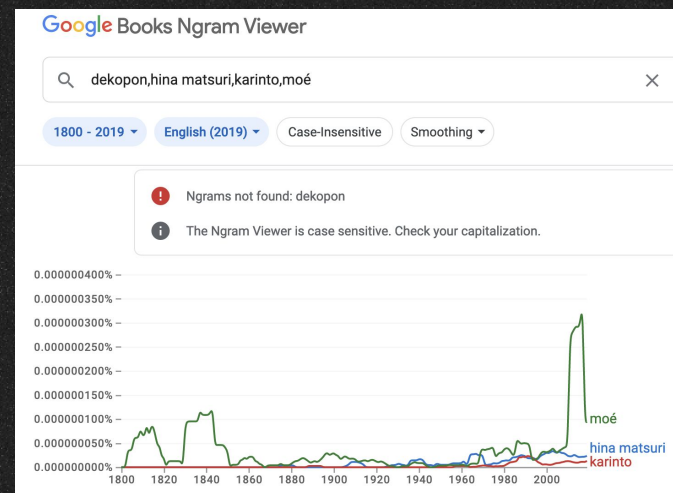 Google Books Ngram Viewer
dekopon,hina matsuri,karinto,moé
1800 - 2019
English (2019)
Case-Insensitive
Smoothing
Ngrams not found: dekopon
The Ngram Viewer is case sensitive. Check your capitalization.
0.000000400%
0.000000350%
0.000000300%
0.000000250%
0.000000200%
0.000000150%
0.000000100%
0.000000050%
0.000000000%
moé
hina matsuri
karinto
1800 1820 1840 1860 1880 1900 1920 1940 1960 1980 2000